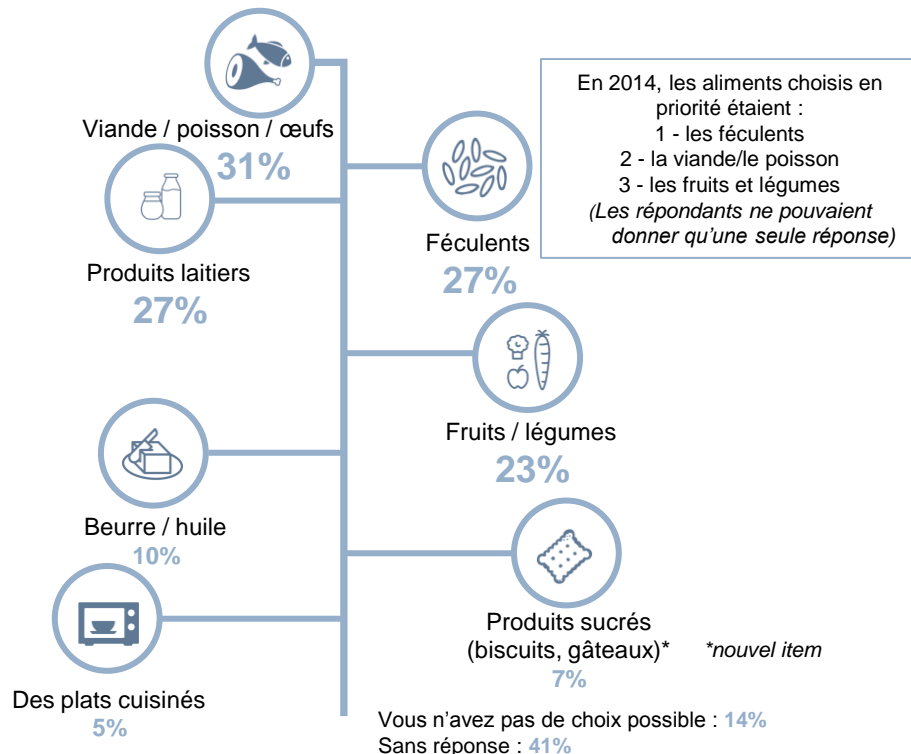 Viande / poisson / œufs
31%
En 2014, les aliments choisis en
priorité étaient :
1 - les féculents
2 - la viande/le poisson
3 - les fruits et légumes
(Les répondants ne pouvaient
donner qu'une seule réponse)
Produits laitiers
27%
Féculents
27%
Fruits / légumes
23%
Beurre / huile
10%
Produits sucrés
(biscuits, gâteaux)*
7%
*nouvel item
Des plats cuisinés
5%
Vous n'avez pas de choix possible : 14%
Sans réponse : 41%